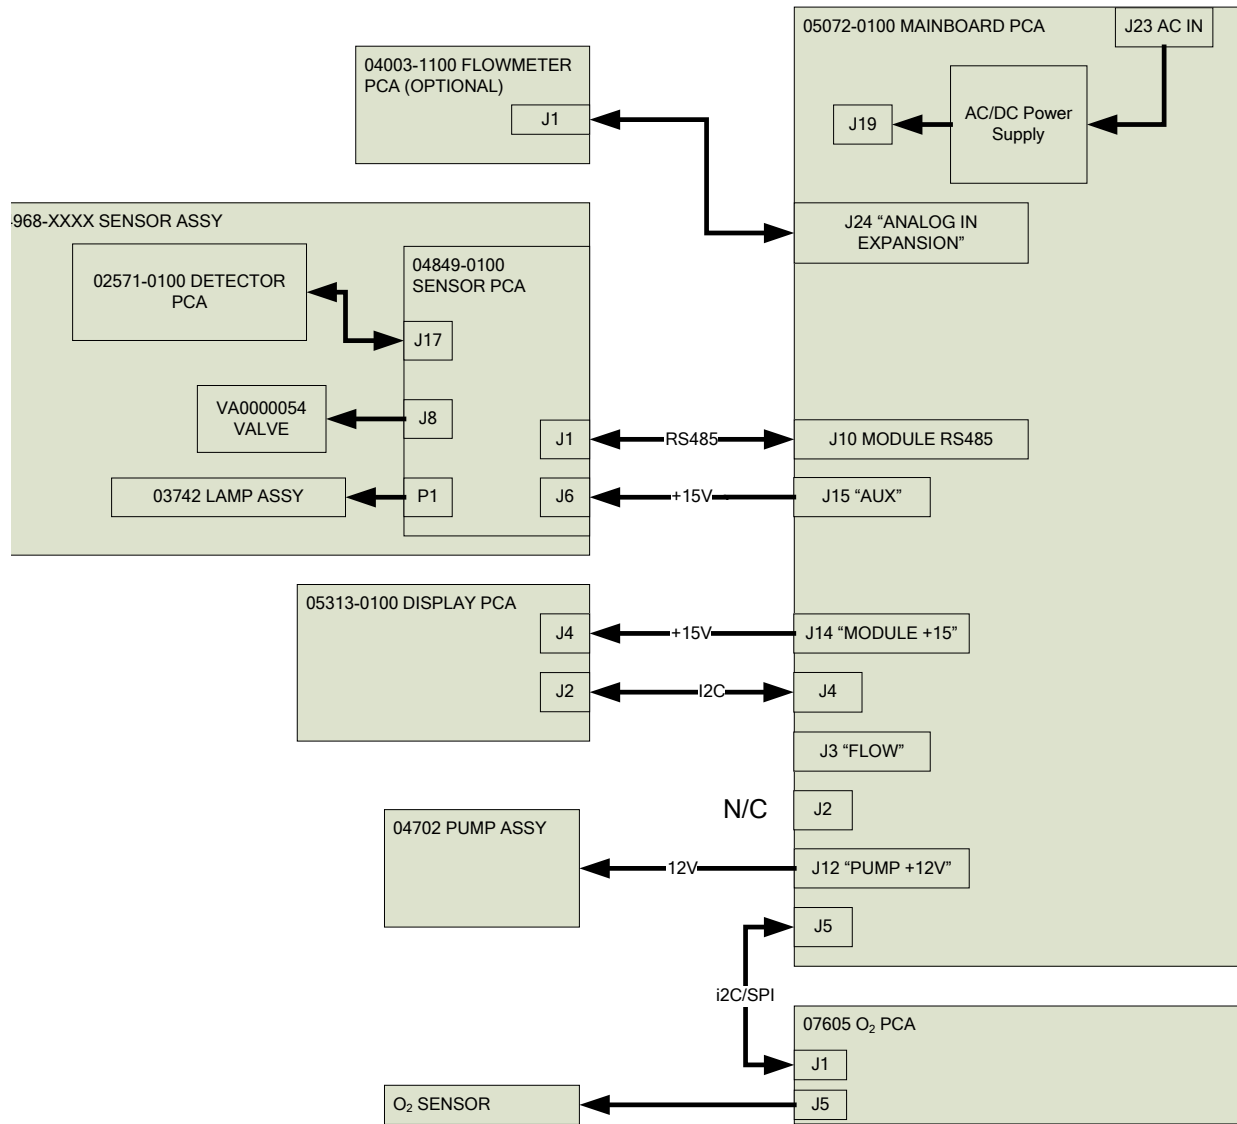 05072-0100 MAINBOARD PCA
J23 AC IN
04003-1100 FLOWMETER
PCA (OPTIONAL)
J1
J19
AC/DC Power
Supply
-968-XXXX SENSOR ASSY
J24 “ANALOG IN
EXPANSION”
02571-0100 DETECTOR
PCA
04849-0100
SENSOR PCA
J17
VA0000054
VALVE
J8
J1
RS485
J10 MODULE RS485
03742 LAMP ASSY
P1
J6
+15V
J15 “AUX”
05313-0100 DISPLAY PCA
J4
+15V
J14 “MODULE +15”
J2
I2C
J4
J3 “FLOW”
N/C
J2
04702 PUMP ASSY
12V
J12 “PUMP +12V”
J5
i2C/SPI
07605 O₂ PCA
J1
O₂ SENSOR
J5